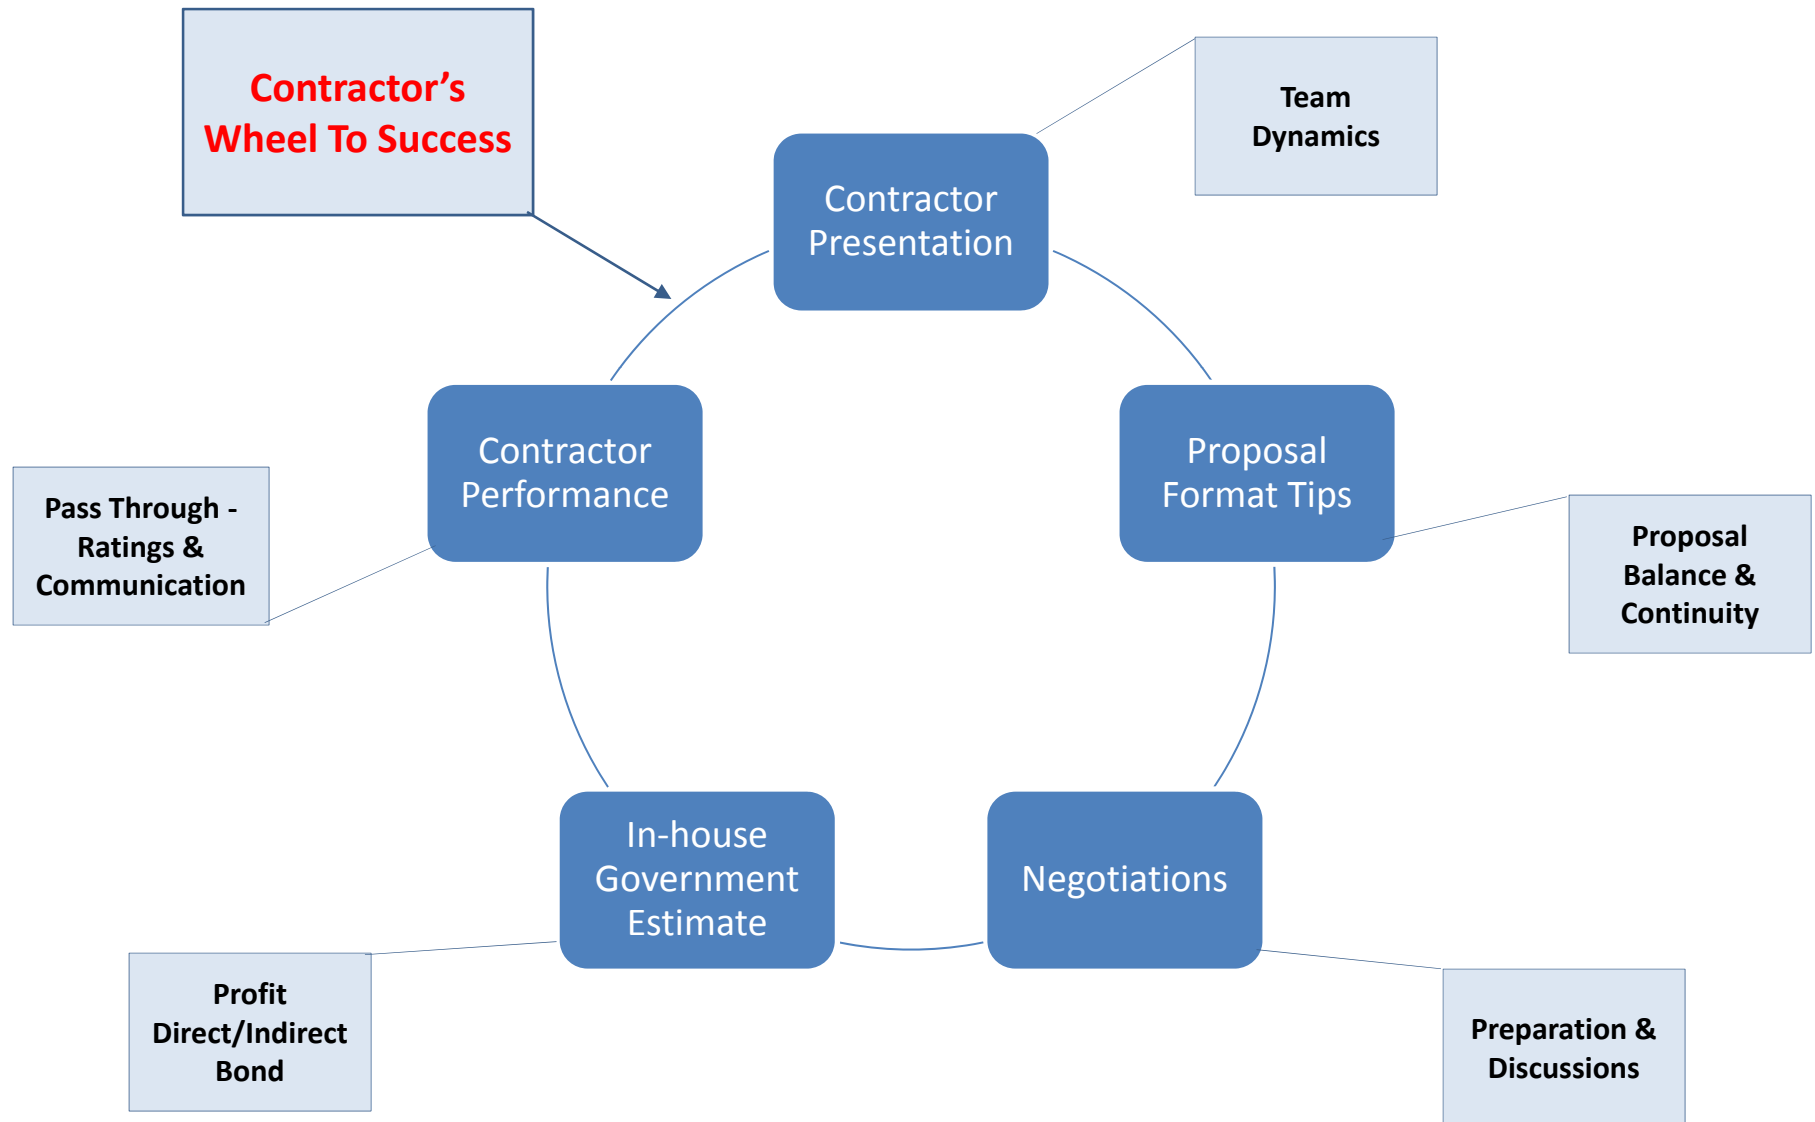 Contractor’s
Wheel To Success
Team
Dynamics
Contractor
Presentation
Contractor
Performance
Proposal
Format Tips
Pass Through -
Ratings &
Communication
Proposal
Balance &
Continuity
In-house
Government
Estimate
Negotiations
Profit
Direct/Indirect
Bond
Preparation &
Discussions